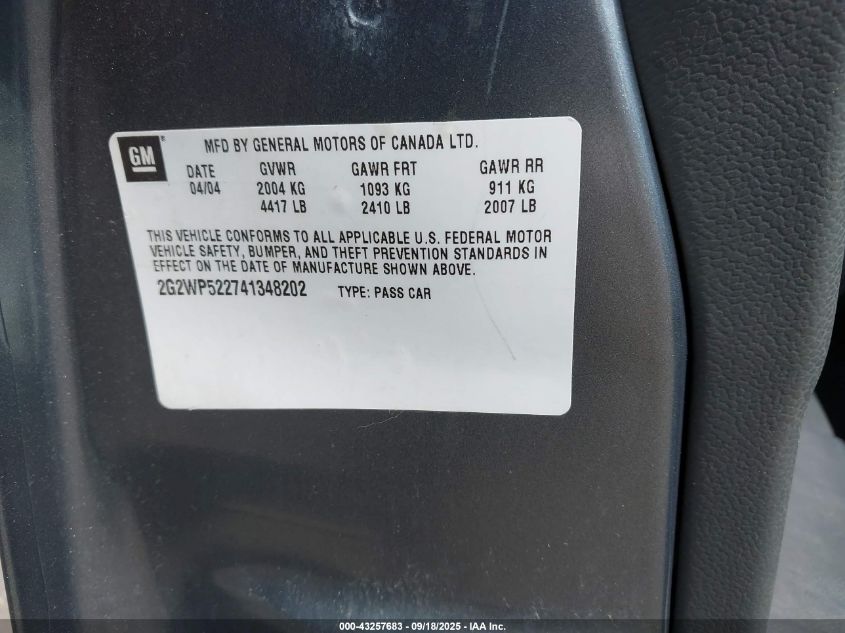 GM ®
MFD BY GENERAL MOTORS OF CANADA LTD.
DATE GVWR GAWR FRT GAWR RR
04/04 2004 KG 1093 KG 911 KG
4417 LB 2410 LB 2007 LB
THIS VEHICLE CONFORMS TO ALL APPLICABLE U.S. FEDERAL MOTOR
VEHICLE SAFETY, BUMPER, AND THEFT PREVENTION STANDARDS IN
EFFECT ON THE DATE OF MANUFACTURE SHOWN ABOVE.
2G2WP522741348202 TYPE: PASS CAR
000-43257683 - 09/18/2025 - IAA Inc.